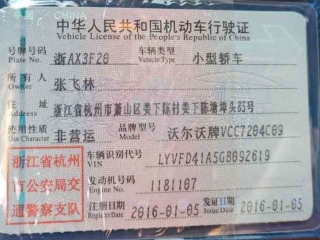 中华人民共和国机动车行驶证
Vehicle License of the People's Republic of China
号牌号码 Plate No. 浙AX3F20 车辆类型 Vehicle Type 小型轿车
所有人 Owner 张飞林
住址 Address 浙江省杭州市萧山区娄下陈村娄下陈塘埠头85号
使用性质 Use Character 非营运 品牌型号 Model 沃尔沃牌VCC7204C09
浙江省杭州
市公安局交
通警察支队
车辆识别代号 VIN LYVFD41A5GB092619
发动机号码 Engine No. 1181107
注册日期 Register Date 2016-01-05 发证日期 Issue Date 2016-01-05